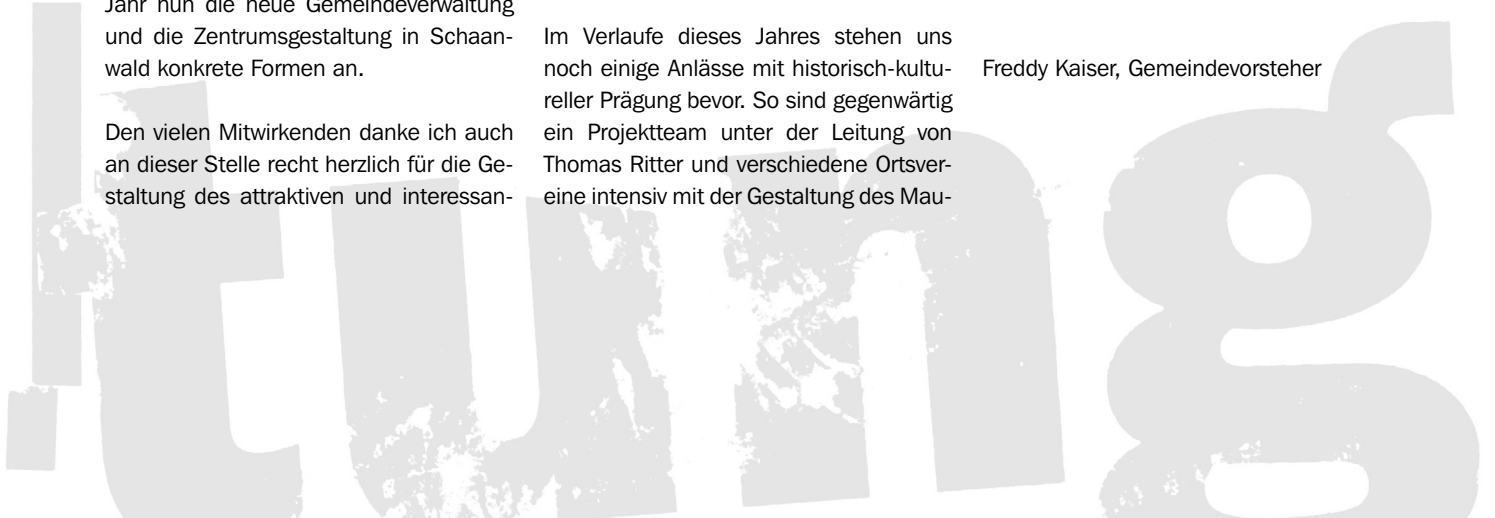 Jahr nun die neue Gemeindeverwaltung
und die Zentrumsgestaltung in Schaan-
wald konkrete Formen an.
Den vielen Mitwirkenden danke ich auch
an dieser Stelle recht herzlich für die Ge-
staltung des attraktiven und interessan-
Im Verlaufe dieses Jahres stehen uns
noch einige Anlässe mit historisch-kultu-
reller Prägung bevor. So sind gegenwärtig
ein Projektteam unter der Leitung von
Thomas Ritter und verschiedene Ortsver-
eine intensiv mit der Gestaltung des Mau-
Freddy Kaiser, Gemeindevorsteher
tung